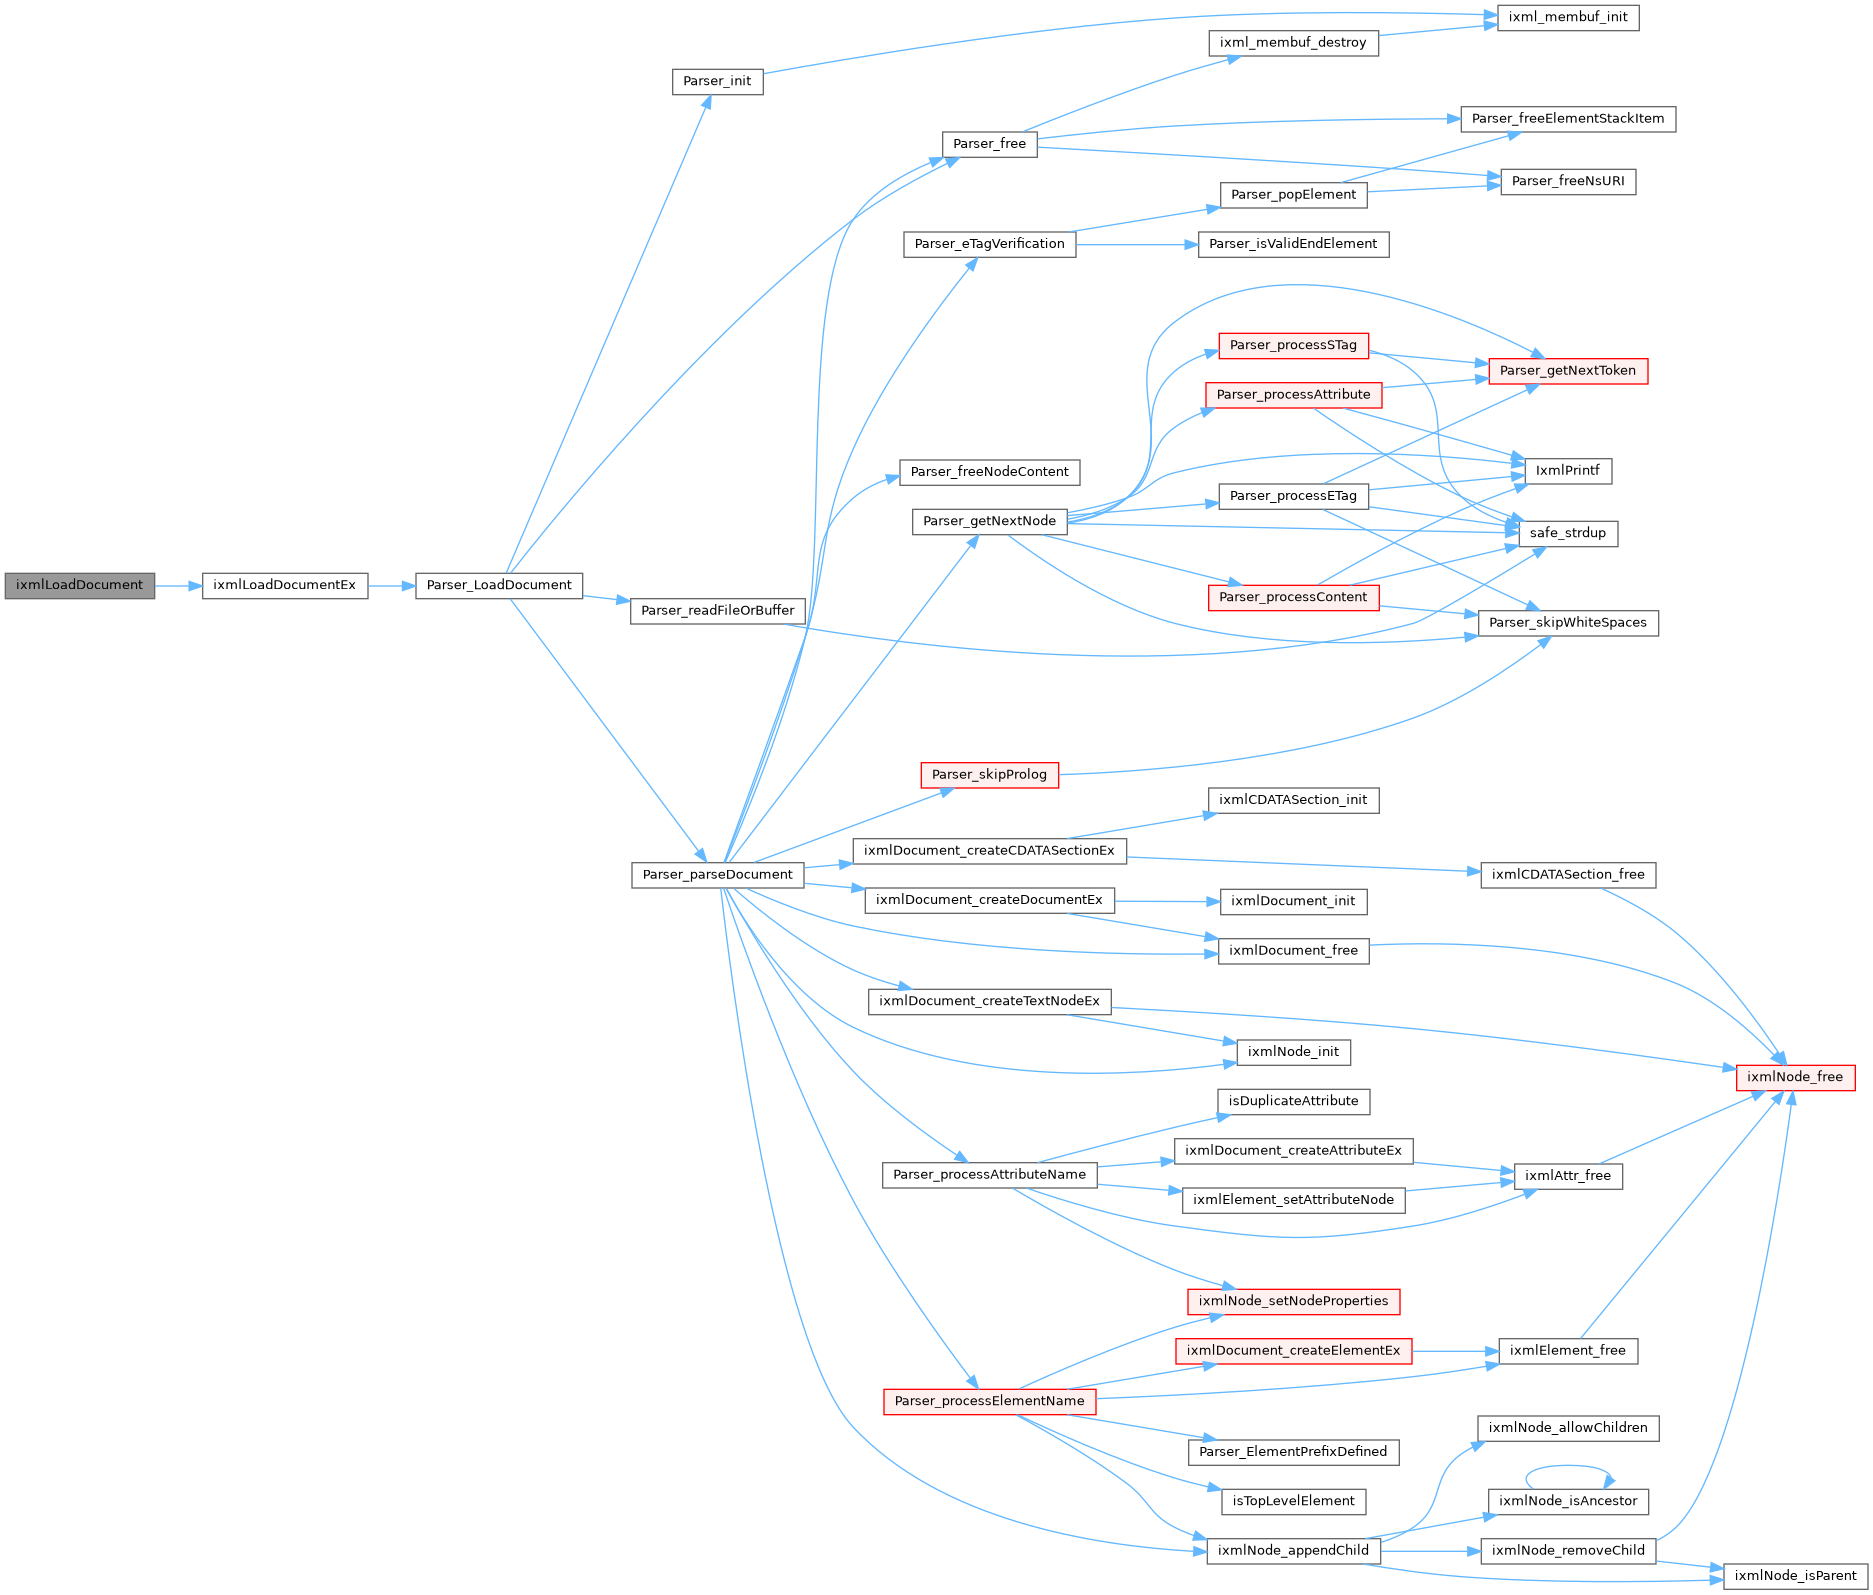 ixml_membuf_init
ixml_membuf_destroy
Parser_init
Parser_freeElementStackItem
Parser_free
Parser_freeNsURI
Parser_popElement
Parser_eTagVerification
Parser_isValidEndElement
Parser_processSTag
Parser_getNextToken
Parser_processAttribute
Parser_freeNodeContent
IxmlPrintf
Parser_processETag
Parser_getNextNode
safe_strdup
ixmlLoadDocument
ixmlLoadDocumentEx
Parser_LoadDocument
Parser_processContent
Parser_readFileOrBuffer
Parser_skipWhiteSpaces
Parser_skipProlog
ixmlCDATASection_init
ixmlDocument_createCDATASectionEx
Parser_parseDocument
ixmlCDATASection_free
ixmlDocument_createDocumentEx
ixmlDocument_init
ixmlDocument_free
ixmlDocument_createTextNodeEx
ixmlNode_init
ixmlNode_free
isDuplicateAttribute
ixmlDocument_createAttributeEx
Parser_processAttributeName
ixmlAttr_free
ixmlElement_setAttributeNode
ixmlNode_setNodeProperties
ixmlDocument_createElementEx
ixmlElement_free
Parser_processElementName
ixmlNode_allowChildren
Parser_ElementPrefixDefined
isTopLevelElement
ixmlNode_isAncestor
ixmlNode_appendChild
ixmlNode_removeChild
ixmlNode_isParent